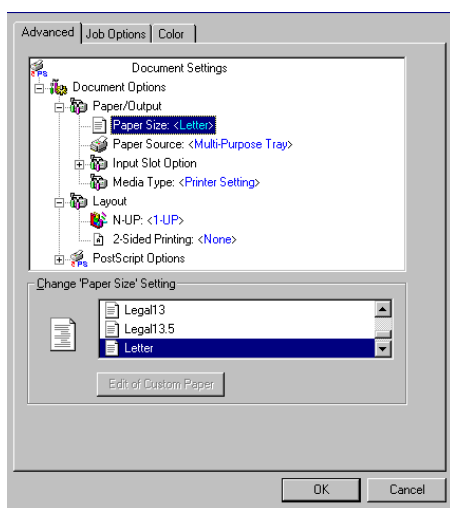 Advanced Job Options Color
Document Settings
Document Options
Paper/Output
Paper Size: <Letter>
Paper Source: <Multi-Purpose Tray>
Input Slot Option
Media Type: <Printer Setting>
Layout
N-UP: <1-UP>
2-Sided Printing: <None>
PostScript Options
Change 'Paper Size' Setting
Legal13
Legal13.5
Letter
Edit of Custom Paper
OK Cancel